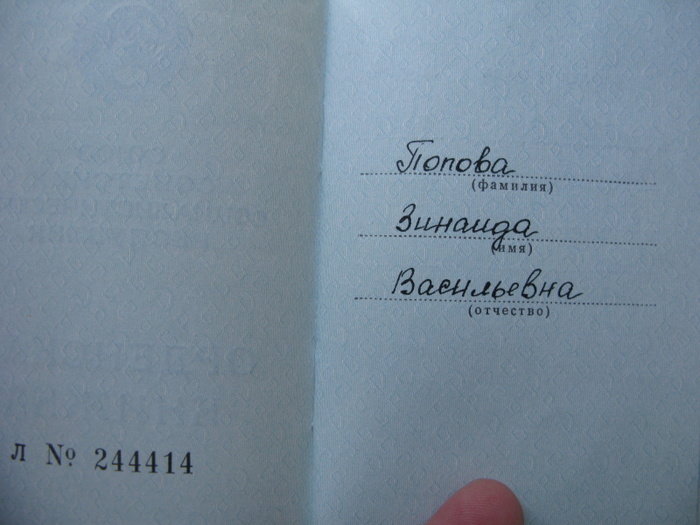 Попова
(фамилия)
Зинаида
(имя)
Васильевна
(отчество)
л № 244414